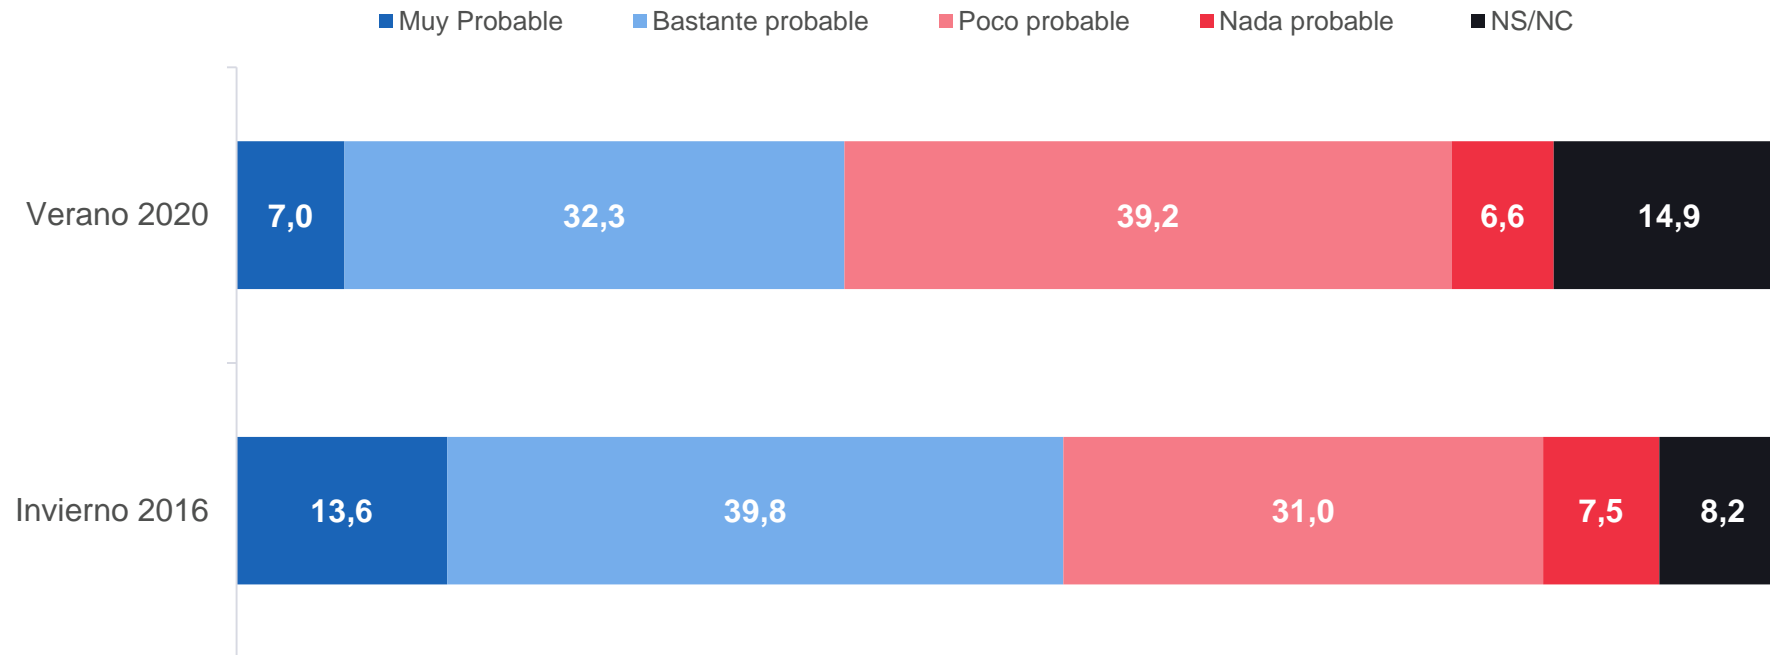 Muy Probable Bastante probable Poco probable Nada probable NS/NC
Verano 2020 7,0 32,3 39,2 6,6 14,9
Invierno 2016 13,6 39,8 31,0 7,5 8,2